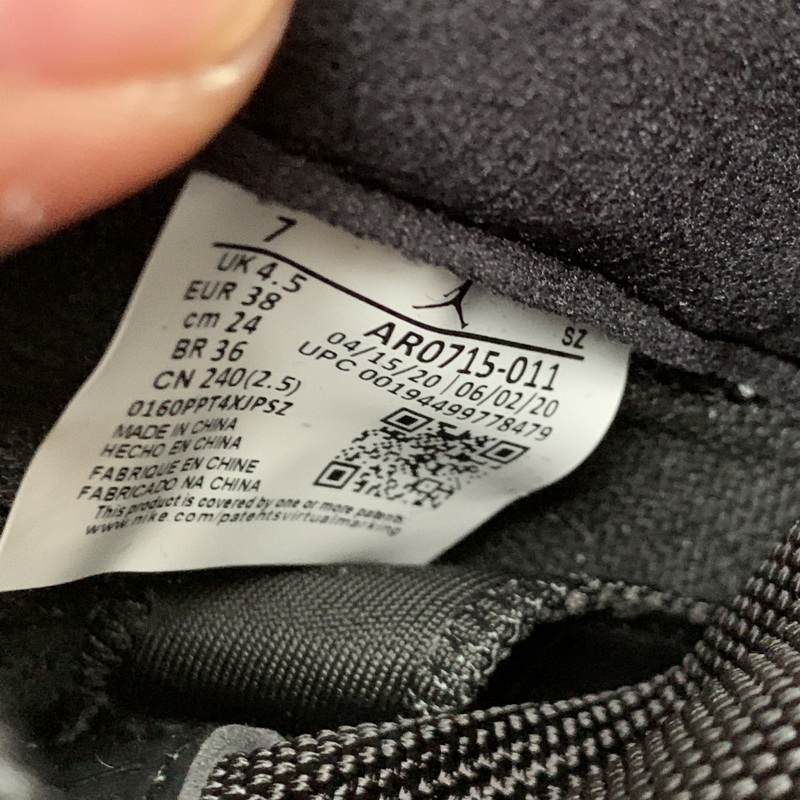 7
UK 4.5
EUR 38
cm 24
BR 36
CN 240(2.5)
0160PPT4XJPSZ
MADE IN CHINA
HECHO EN CHINA
FABRIQUE EN CHINE
FABRICADO NA CHINA
This product is covered by one or more patents
www.nike.com/patentsvirtualmarking
SZ
AR0715-011
04/15/20 | 06/02/20
UPC 00194499778479